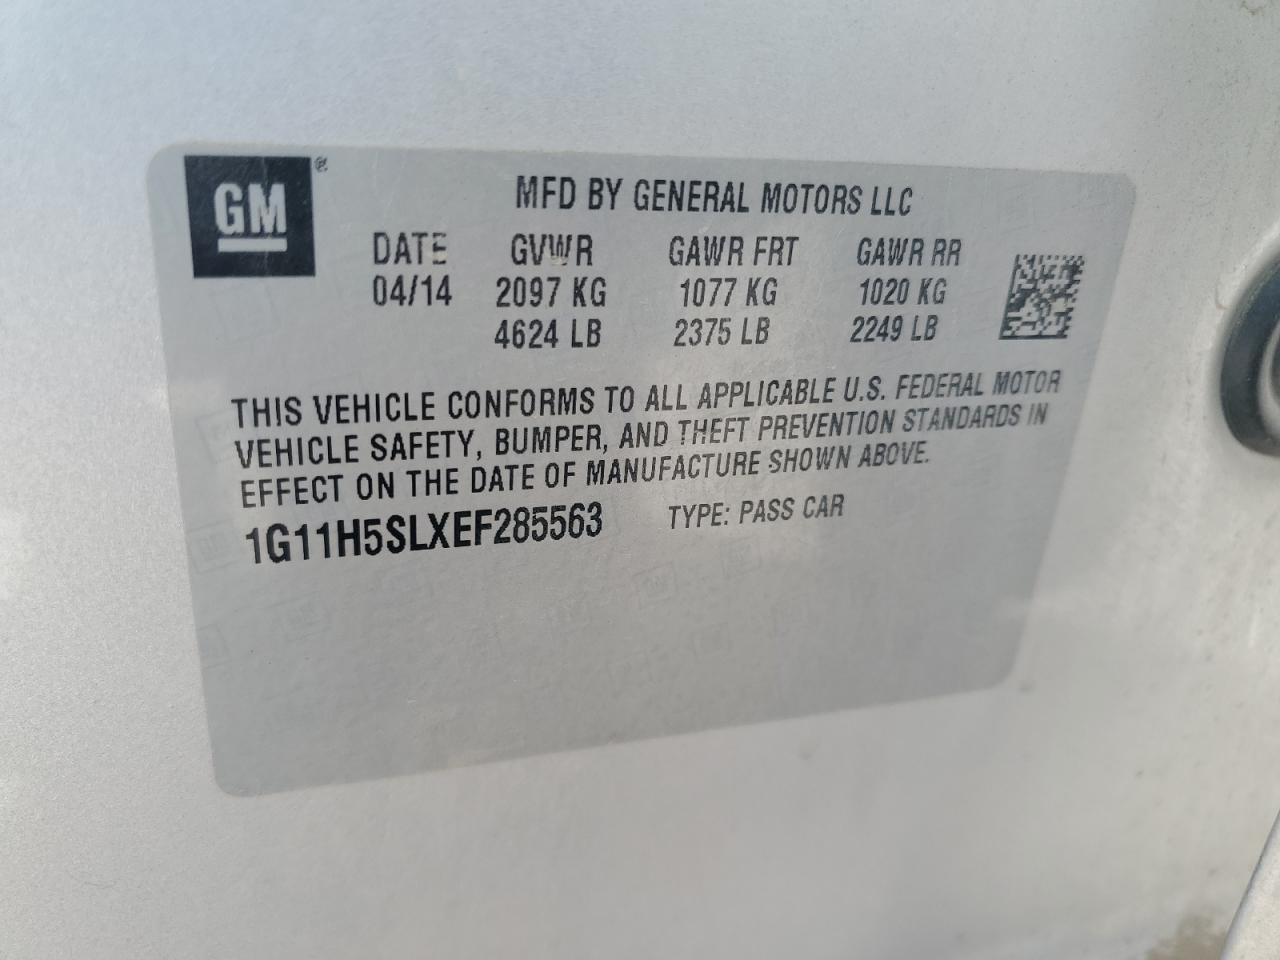 GM ®
MFD BY GENERAL MOTORS LLC
DATE GVWR GAWR FRT GAWR RR
04/14 2097 KG 1077 KG 1020 KG
4624 LB 2375 LB 2249 LB
THIS VEHICLE CONFORMS TO ALL APPLICABLE U.S. FEDERAL MOTOR
VEHICLE SAFETY, BUMPER, AND THEFT PREVENTION STANDARDS IN
EFFECT ON THE DATE OF MANUFACTURE SHOWN ABOVE.
1G11H5SLXEF285563 TYPE: PASS CAR